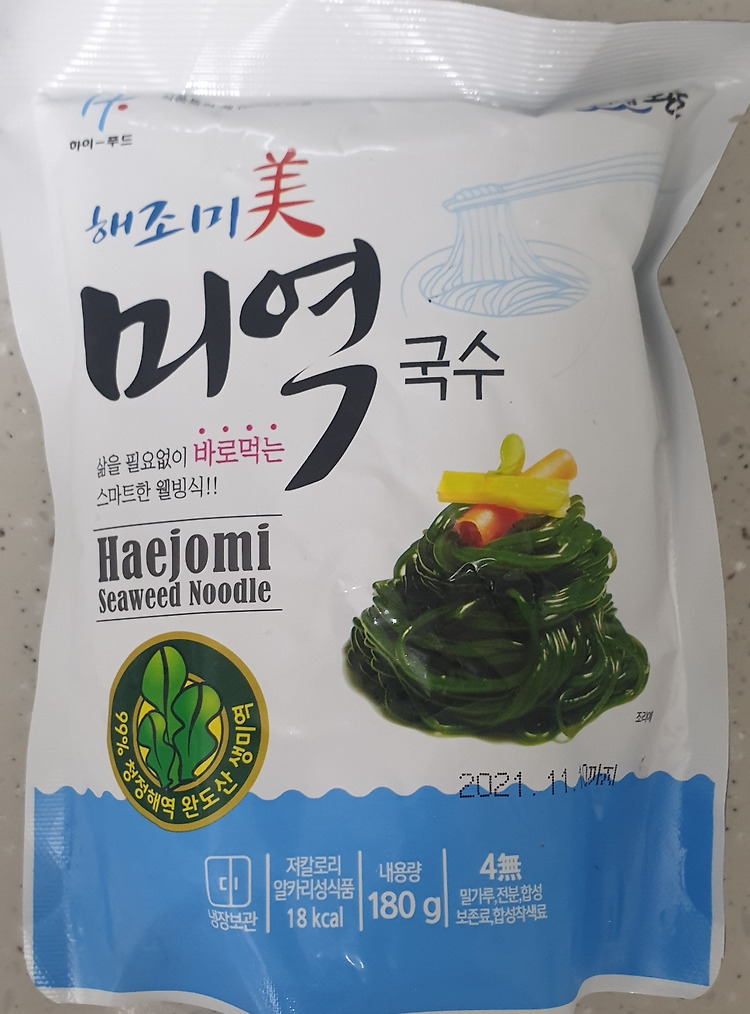 하이-푸드
해조미美
미역 국수
삶을 필요없이 바로먹는
스마트한 웰빙식!!
Haejomi
Seaweed Noodle
99% 청정해역 완도산 생미역
조리예
2021.11.10까지
냉장보관
저칼로리
알카리성식품
18 kcal
내용량
180 g
4無
밀가루,전분,합성
보존료,합성착색료